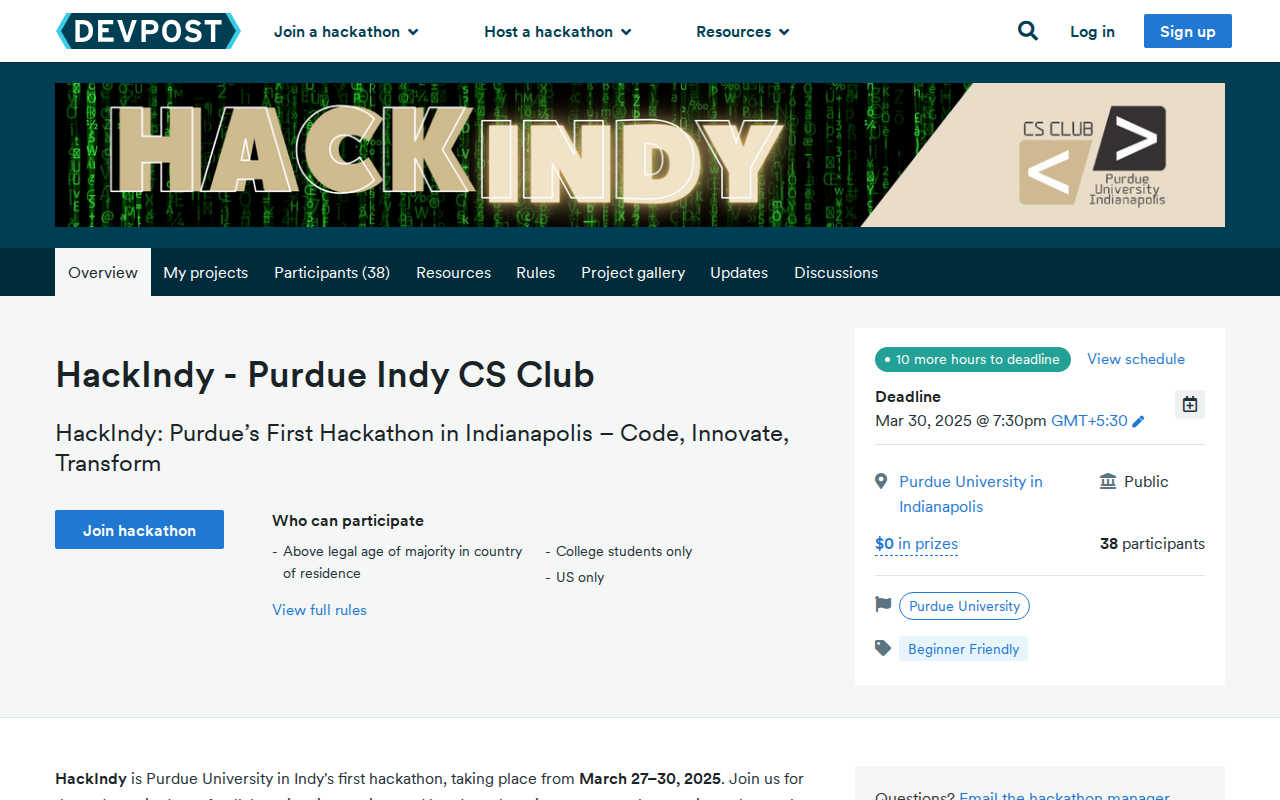 DEVPOST
Join a hackathon
Host a hackathon
Resources
Log in
Sign up
HACKINDY
CS CLUB
Purdue
University
Indianapolis
Overview
My projects
Participants (38)
Resources
Rules
Project gallery
Updates
Discussions
HackIndy - Purdue Indy CS Club
HackIndy: Purdue’s First Hackathon in Indianapolis – Code, Innovate,
Transform
Join hackathon
Who can participate
- Above legal age of majority in country
of residence
- College students only
- US only
View full rules
10 more hours to deadline
View schedule
Deadline
Mar 30, 2025 @ 7:30pm GMT+5:30
Purdue University in
Indianapolis
Public
$0 in prizes
38 participants
Purdue University
Beginner Friendly
HackIndy is Purdue University in Indy's first hackathon, taking place from March 27–30, 2025. Join us for
Questions? Email the hackathon manager